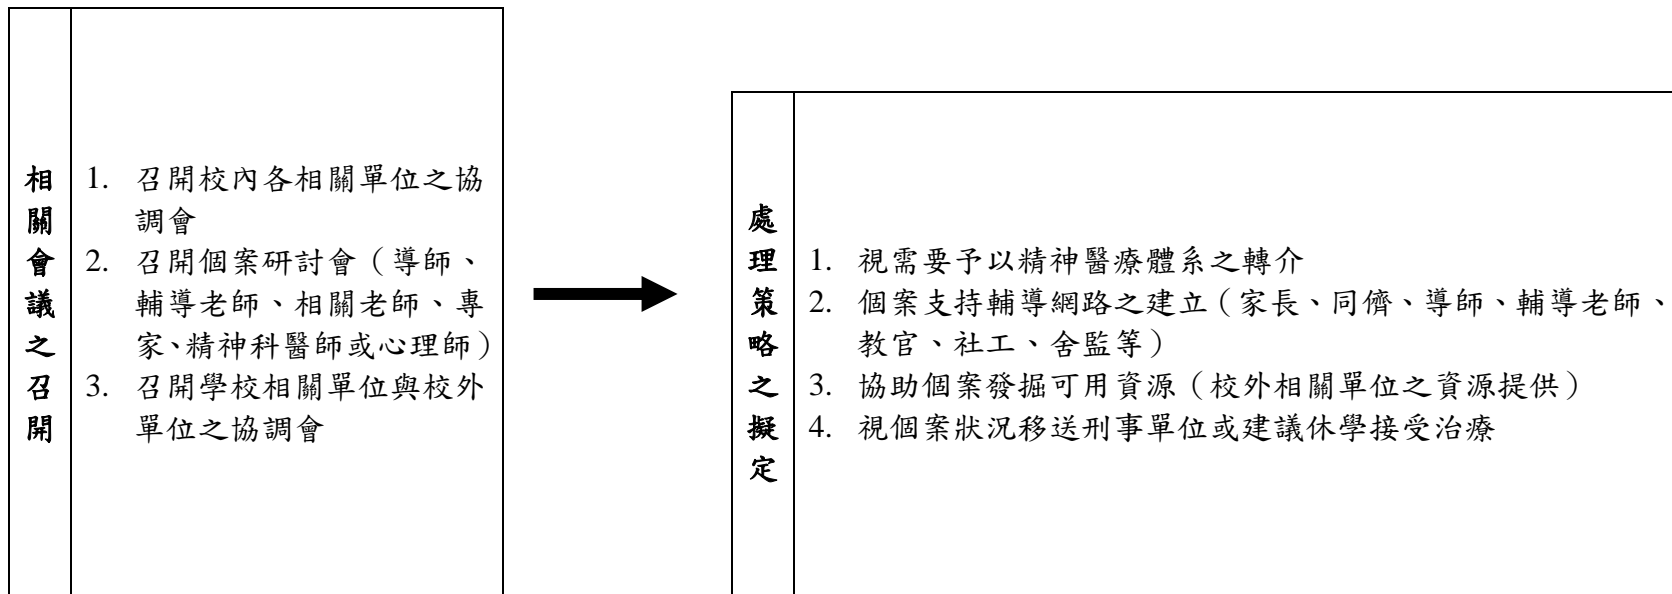 相關會議之召開
1. 召開校內各相關單位之協
調會
2. 召開個案研討會（導師、
輔導老師、相關老師、專
家、精神科醫師或心理師）
3. 召開學校相關單位與校外
單位之協調會
處理策略之擬定
1. 視需要予以精神醫療體系之轉介
2. 個案支持輔導網路之建立（家長、同儕、導師、輔導老師、
教官、社工、舍監等）
3. 協助個案發掘可用資源（校外相關單位之資源提供）
4. 視個案狀況移送刑事單位或建議休學接受治療